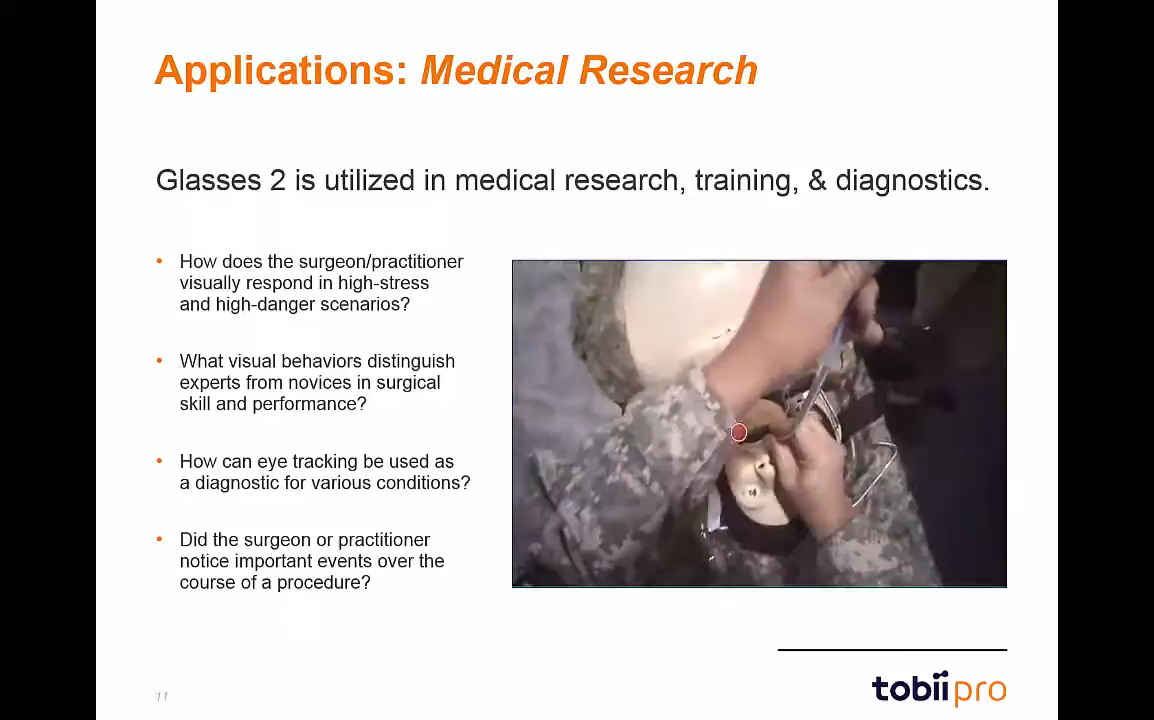 Applications: Medical Research
Glasses 2 is utilized in medical research, training, & diagnostics.
• How does the surgeon/practitioner
visually respond in high-stress
and high-danger scenarios?
• What visual behaviors distinguish
experts from novices in surgical
skill and performance?
• How can eye tracking be used as
a diagnostic for various conditions?
• Did the surgeon or practitioner
notice important events over the
course of a procedure?
11
tobii pro